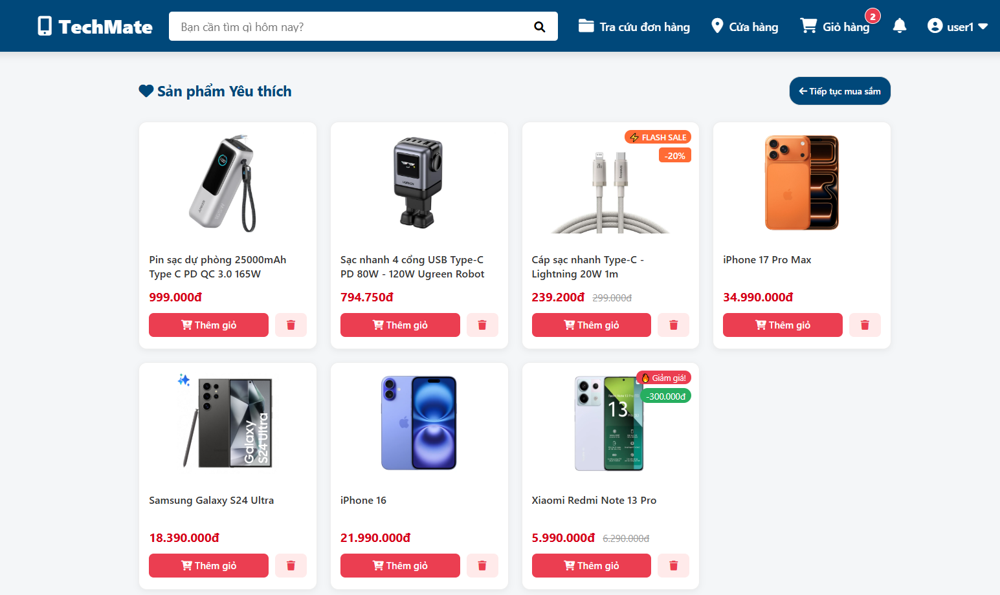 TechMate
Bạn cần tìm gì hôm nay?
Tra cứu đơn hàng
Cửa hàng
Giỏ hàng
2
user1
Sản phẩm Yêu thích
Tiếp tục mua sắm
Pin sạc dự phòng 25000mAh
Type C PD QC 3.0 165W
999.000đ
Thêm giỏ
UGREEN
Sạc nhanh 4 cổng USB Type-C
PD 80W - 120W Ugreen Robot
794.750đ
Thêm giỏ
FLASH SALE
-20%
baseus
Cáp sạc nhanh Type-C -
Lightning 20W 1m
239.200đ 299.000đ
Thêm giỏ
iPhone 17 Pro Max
34.990.000đ
Thêm giỏ
Galaxy
S24 Ultra
Samsung Galaxy S24 Ultra
18.390.000đ
Thêm giỏ
iPhone 16
21.990.000đ
Thêm giỏ
Giảm giá!
-300.000đ
13
Xiaomi Redmi Note 13 Pro
5.990.000đ 6.290.000đ
Thêm giỏ